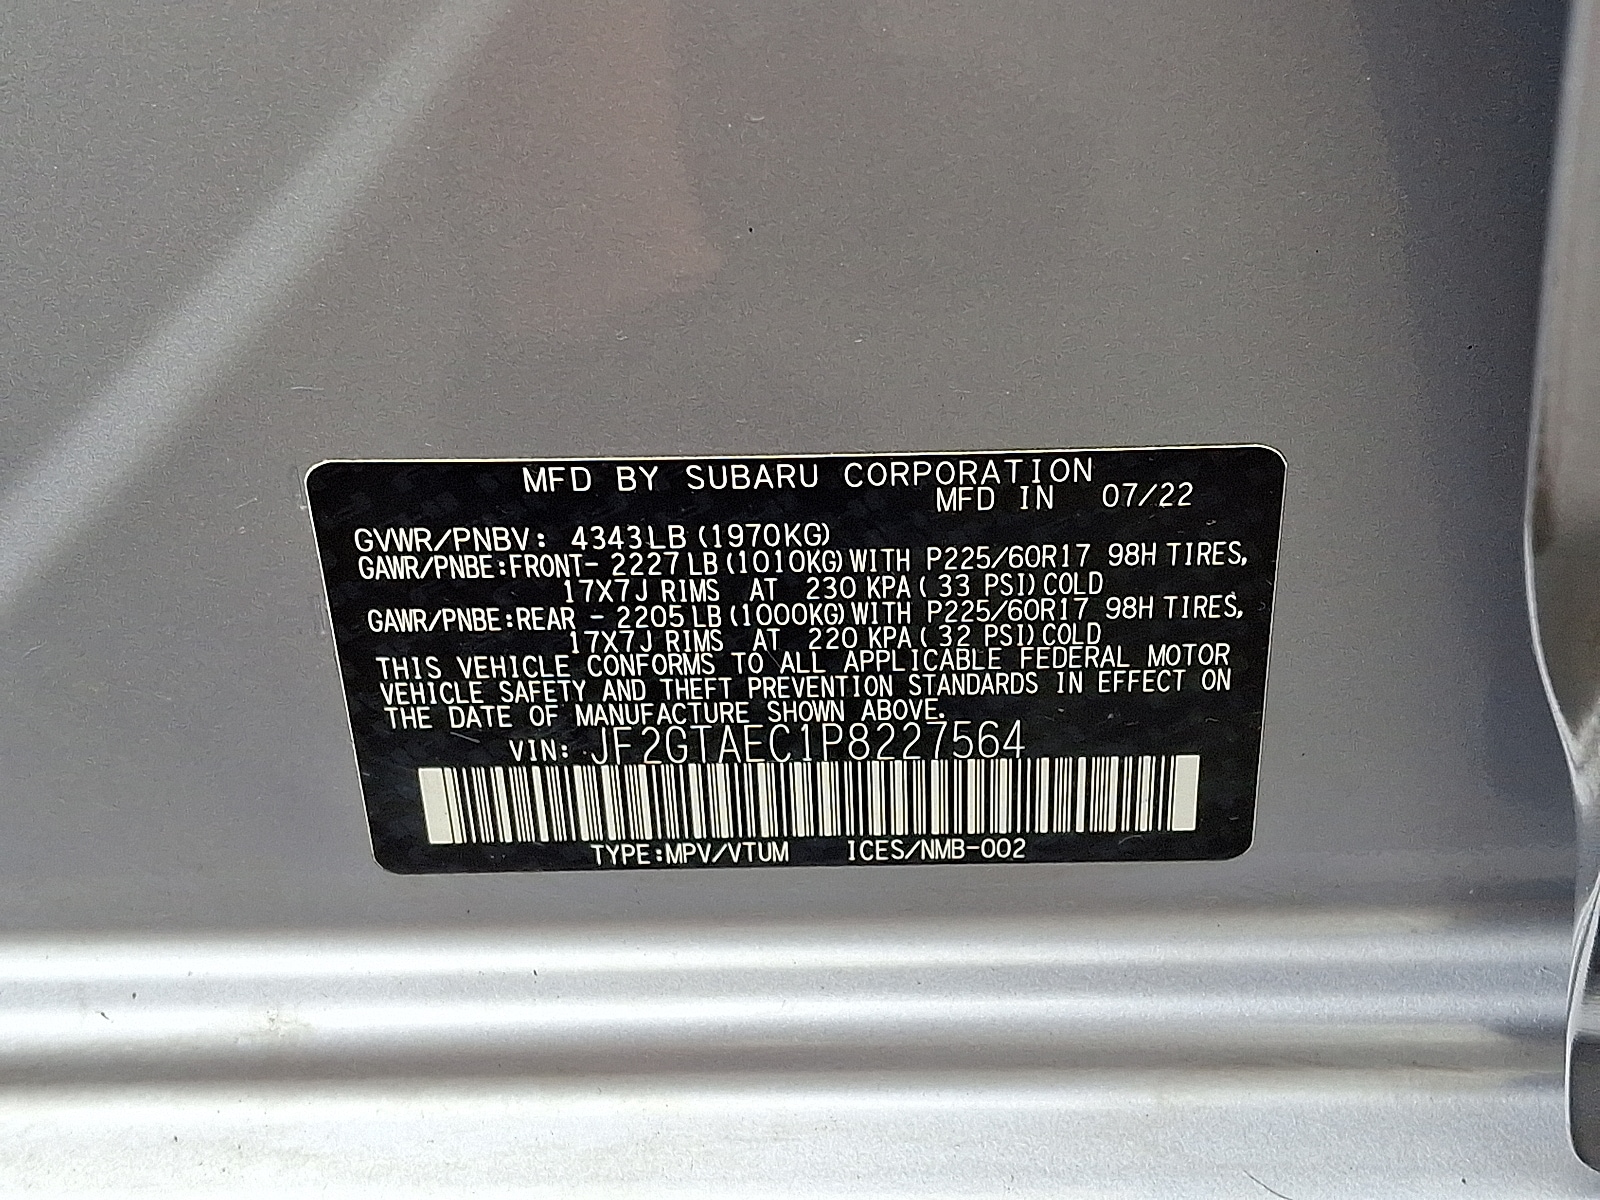 MFD BY SUBARU CORPORATION
MFD IN 07/22
GVWR/PNBV: 4343LB(1970KG)
GAWR/PNBE:FRONT- 2227LB(1010KG)WITH P225/60R17 98H TIRES,
17X7J RIMS AT 230 KPA( 33 PSI)COLD
GAWR/PNBE:REAR - 2205LB(1000KG)WITH P225/60R17 98H TIRES,
17X7J RIMS AT 220 KPA( 32 PSI)COLD
THIS VEHICLE CONFORMS TO ALL APPLICABLE FEDERAL MOTOR
VEHICLE SAFETY AND THEFT PREVENTION STANDARDS IN EFFECT ON
THE DATE OF MANUFACTURE SHOWN ABOVE.
VIN: JF2GTAEC1P8227564
TYPE:MPV/VTUM ICES/NMB-002